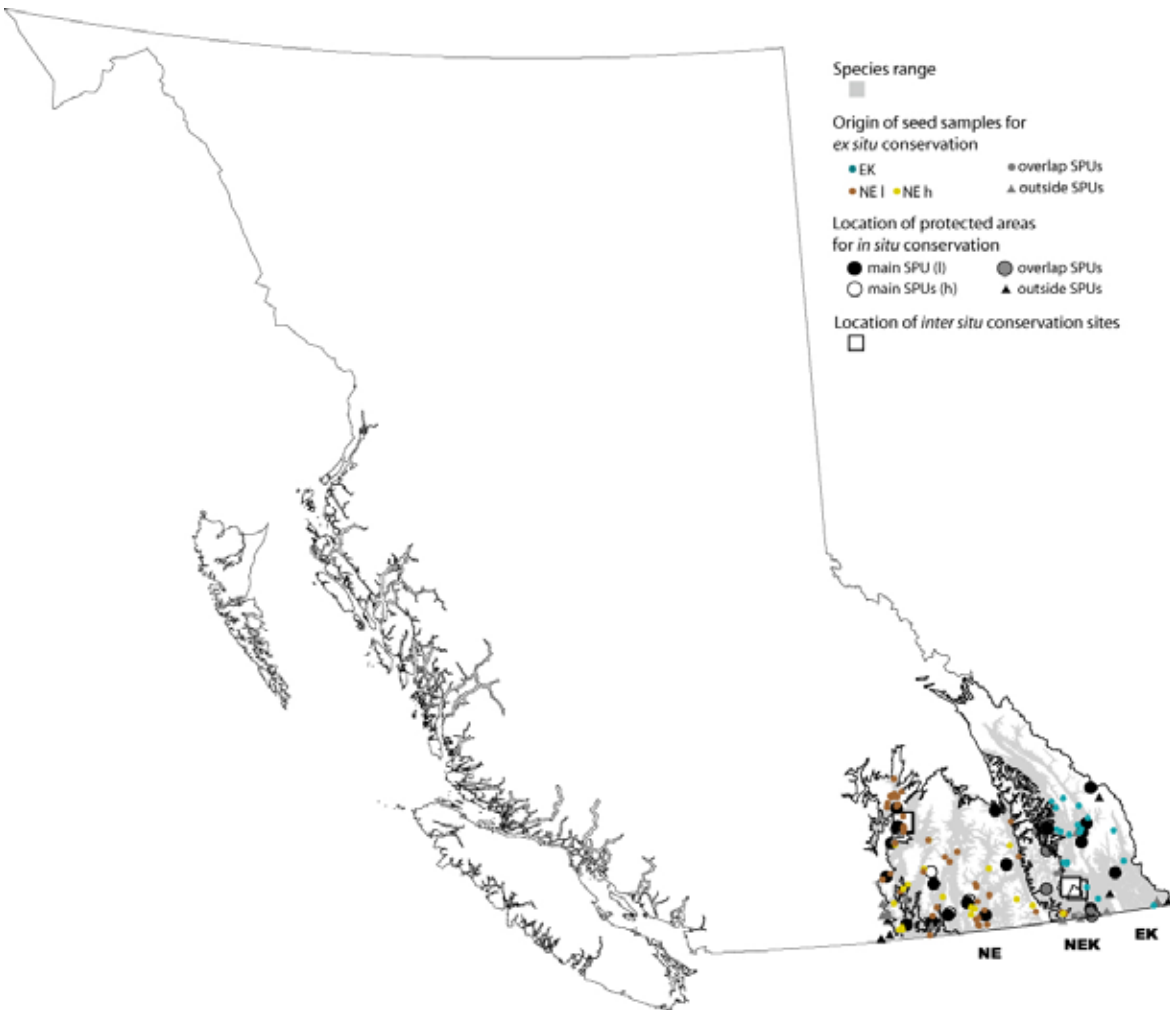 Species range
Origin of seed samples for
ex situ conservation
EK
overlap SPUs
NE l
NE h
outside SPUs
Location of protected areas
for in situ conservation
main SPU (l)
overlap SPUs
main SPUs (h)
outside SPUs
Location of inter situ conservation sites
NE
NEK
EK